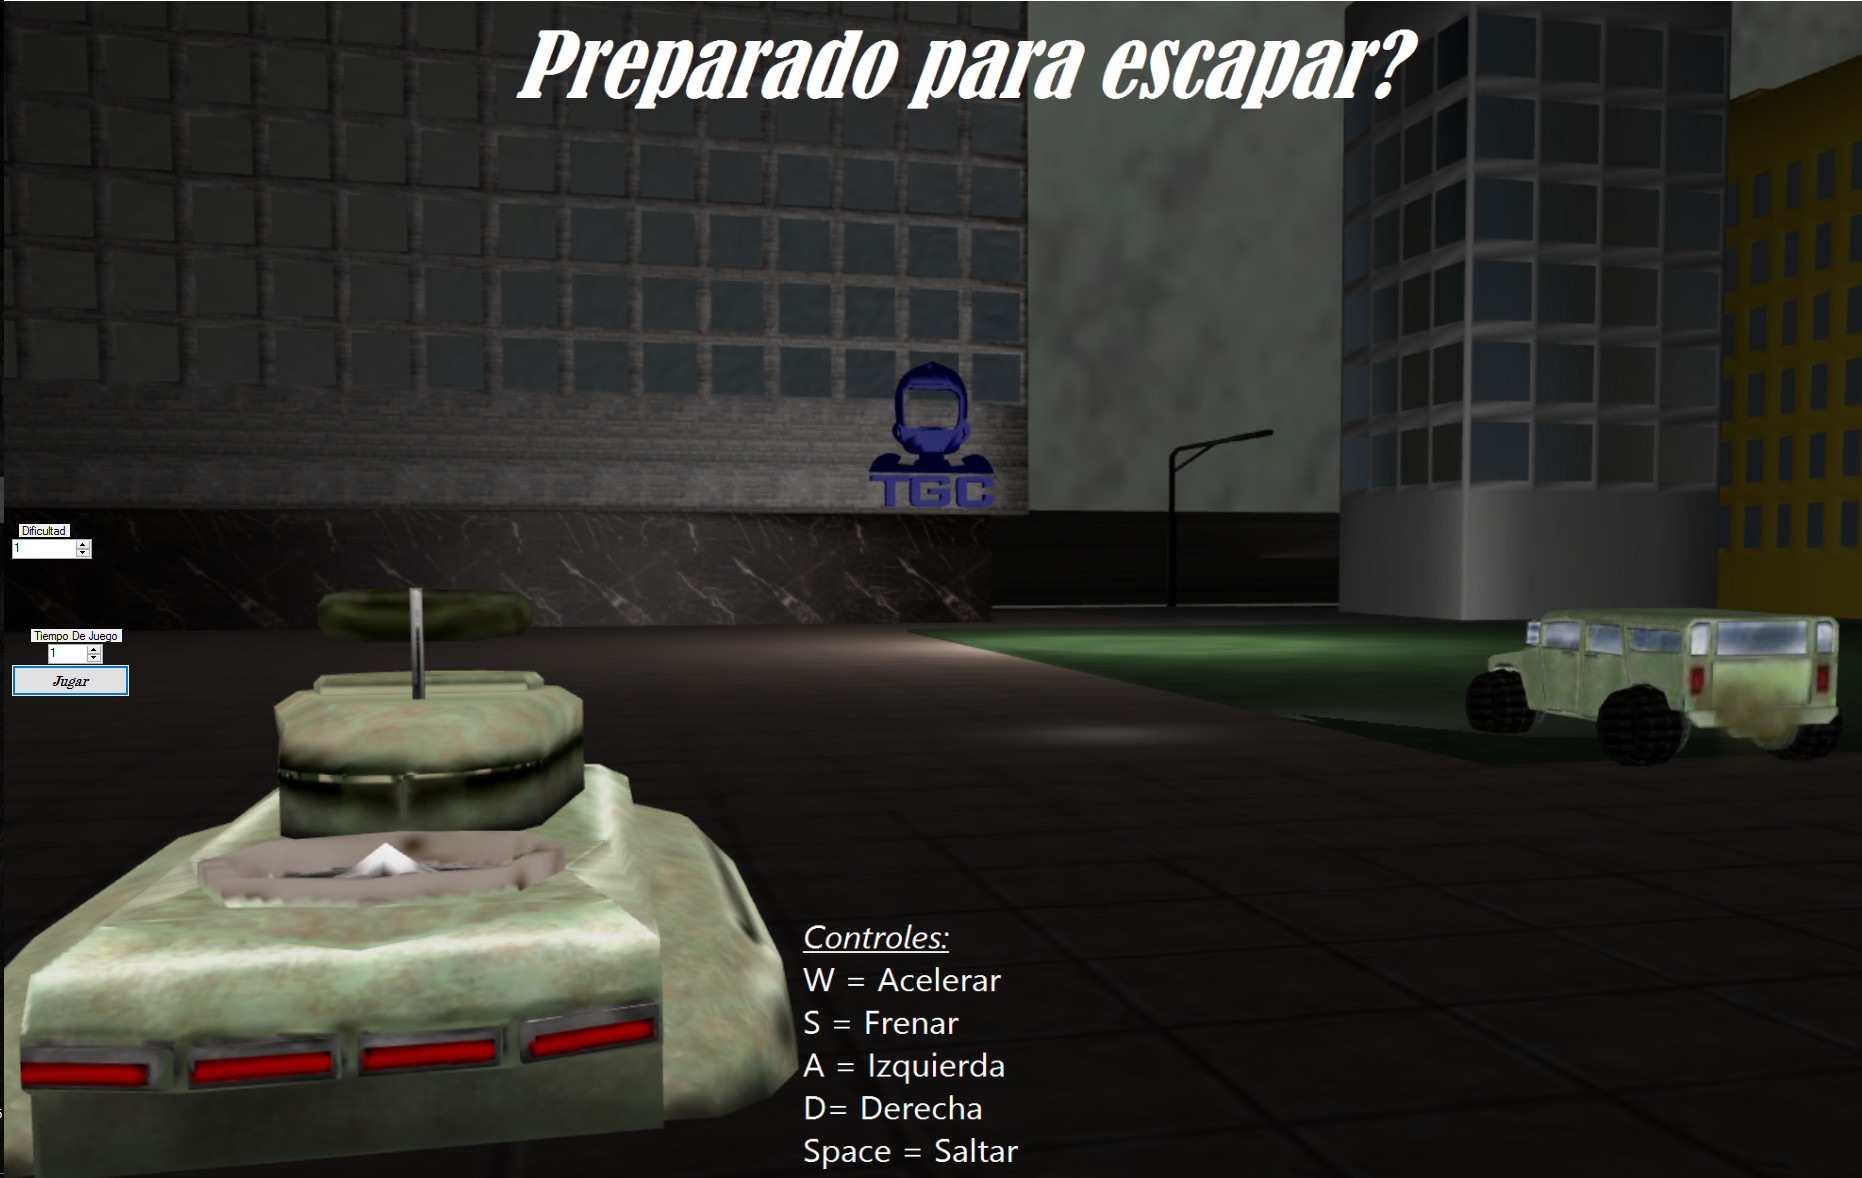 Preparado para escapar?
TGC
Dificultad
1
Tiempo De Juego
1
Jugar
Controles:
W = Acelerar
S = Frenar
A = Izquierda
D= Derecha
Space = Saltar